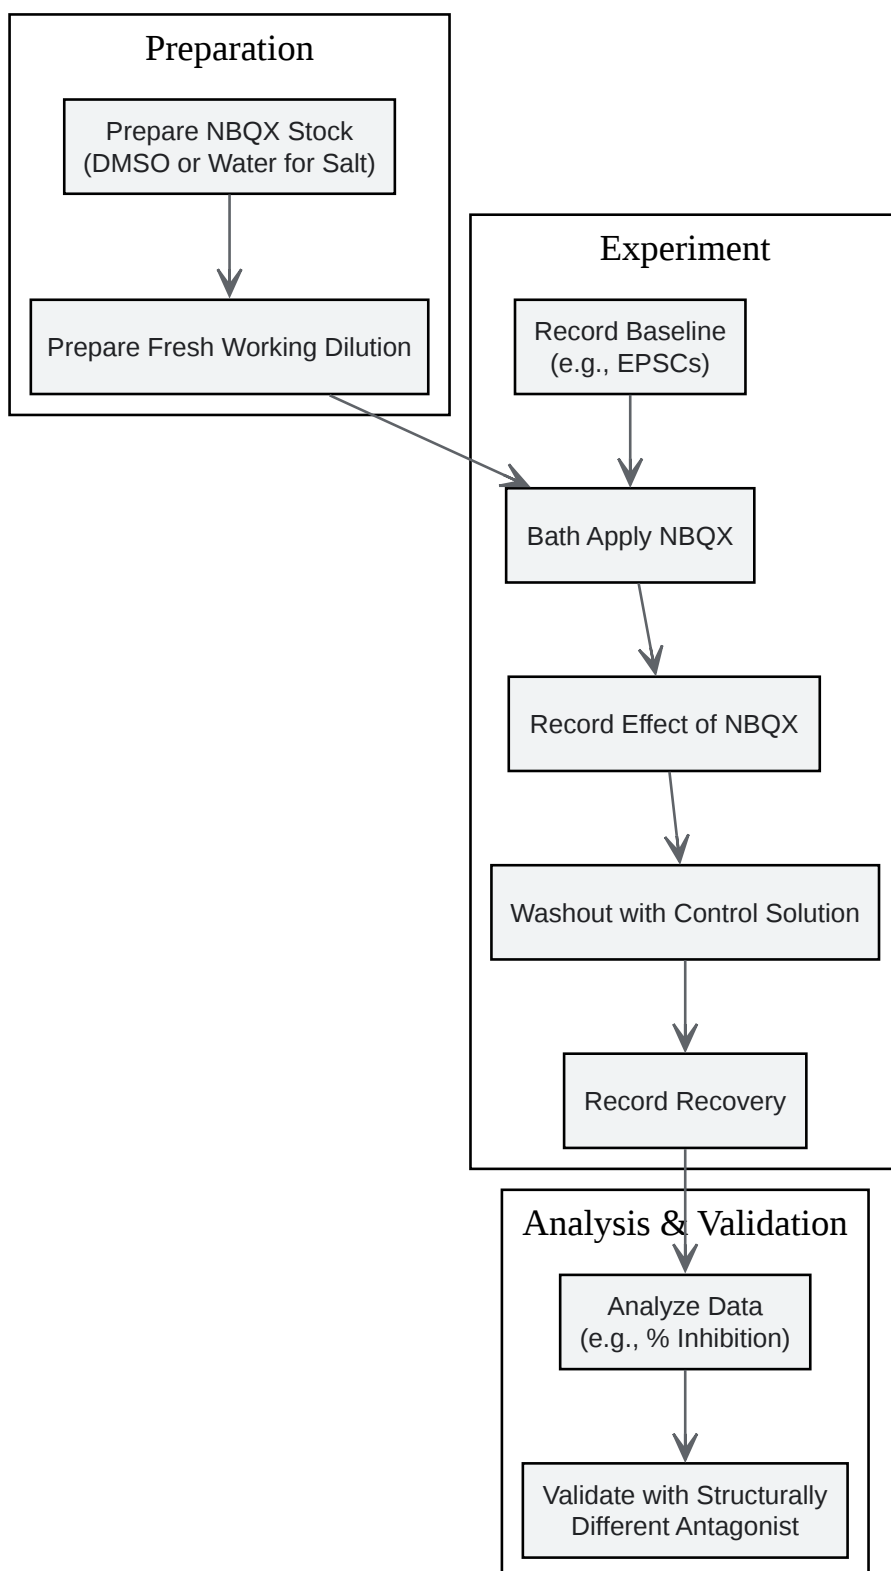 Preparation
Prepare NBQX Stock
(DMSO or Water for Salt)
Prepare Fresh Working Dilution
Experiment
Record Baseline
(e.g., EPSCs)
Bath Apply NBQX
Record Effect of NBQX
Washout with Control Solution
Record Recovery
Analysis & Validation
Analyze Data
(e.g., % Inhibition)
Validate with Structurally
Different Antagonist